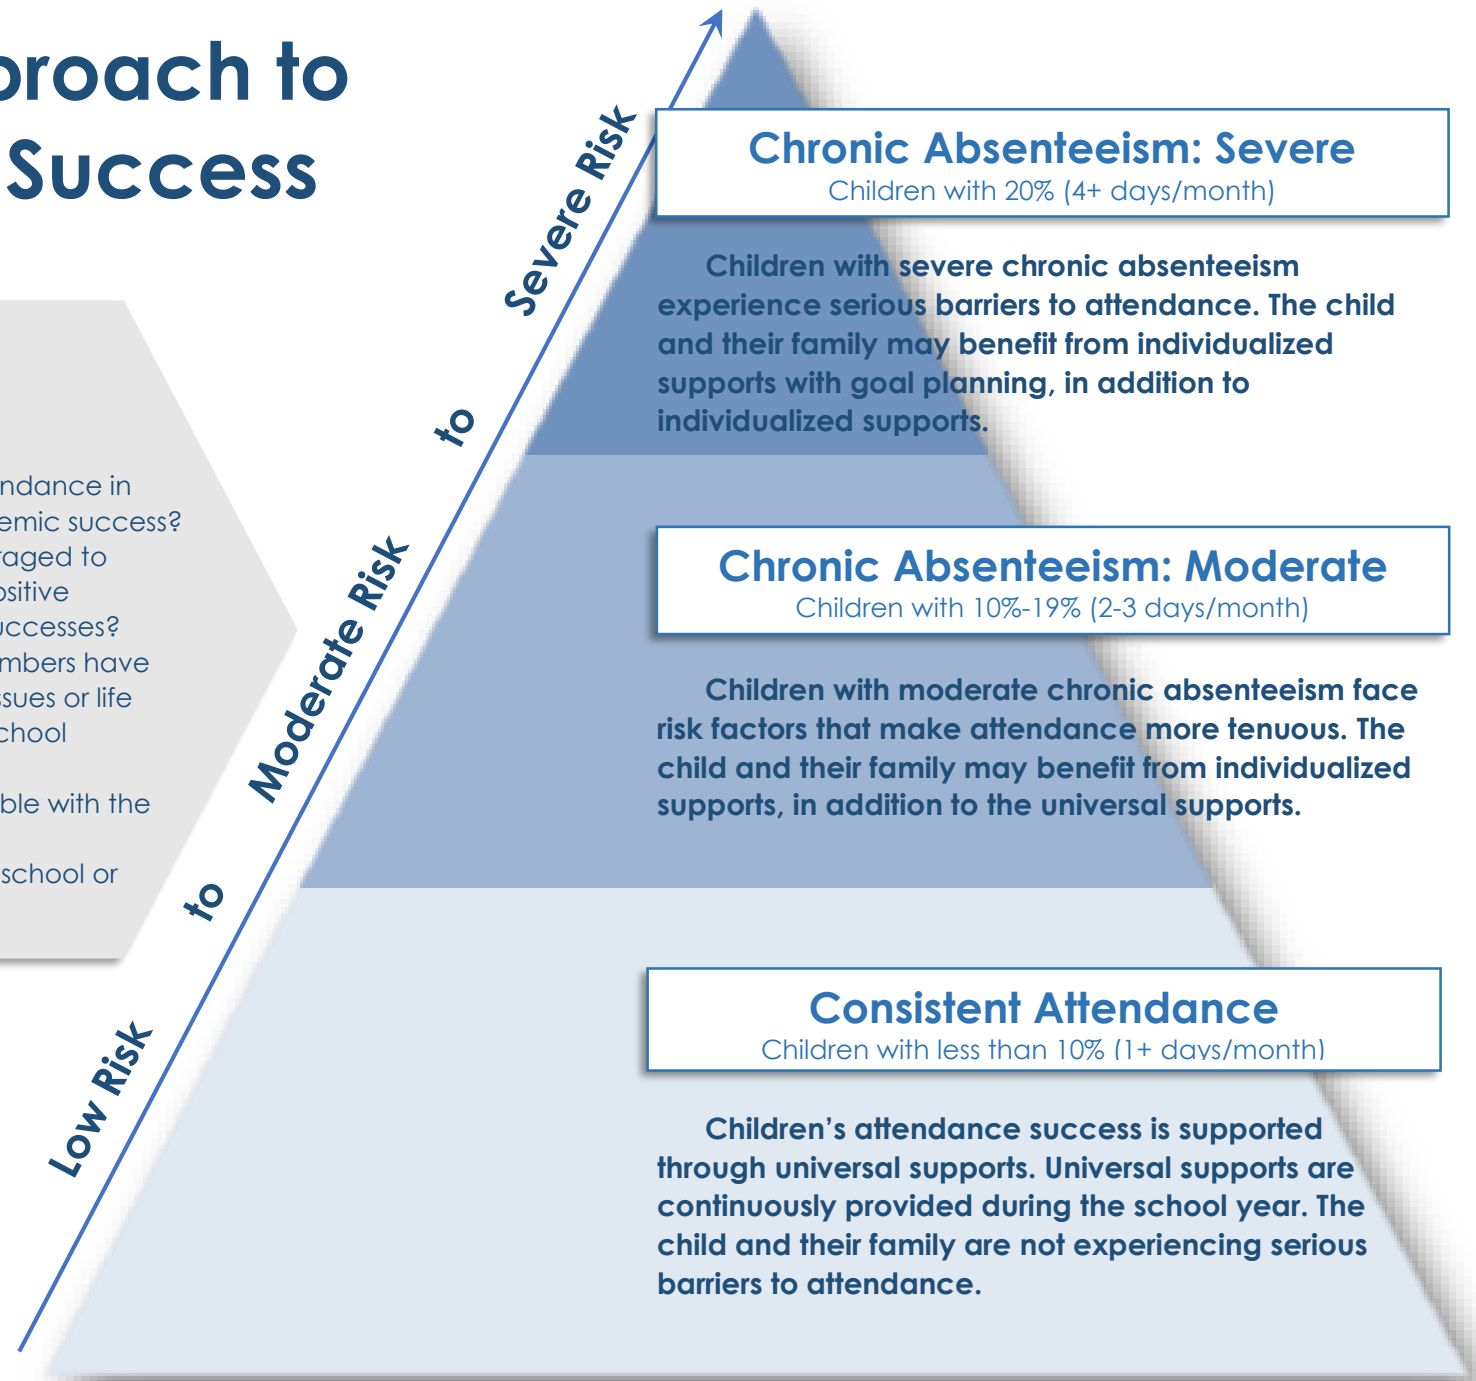 proach to
Success
ndance in
emic success?
raged to
ositive
uccesses?
mbers have
ssues or life
chool
ble with the
school or
Low Risk
to
Moderate Risk
to
Severe Risk
Chronic Absenteeism: Severe
Children with 20% (4+ days/month)
Children with severe chronic absenteeism
experience serious barriers to attendance. The child
and their family may benefit from individualized
supports with goal planning, in addition to
individualized supports.
Chronic Absenteeism: Moderate
Children with 10%-19% (2-3 days/month)
Children with moderate chronic absenteeism face
risk factors that make attendance more tenuous. The
child and their family may benefit from individualized
supports, in addition to the universal supports.
Consistent Attendance
Children with less than 10% (1+ days/month)
Children’s attendance success is supported
through universal supports. Universal supports are
continuously provided during the school year. The
child and their family are not experiencing serious
barriers to attendance.